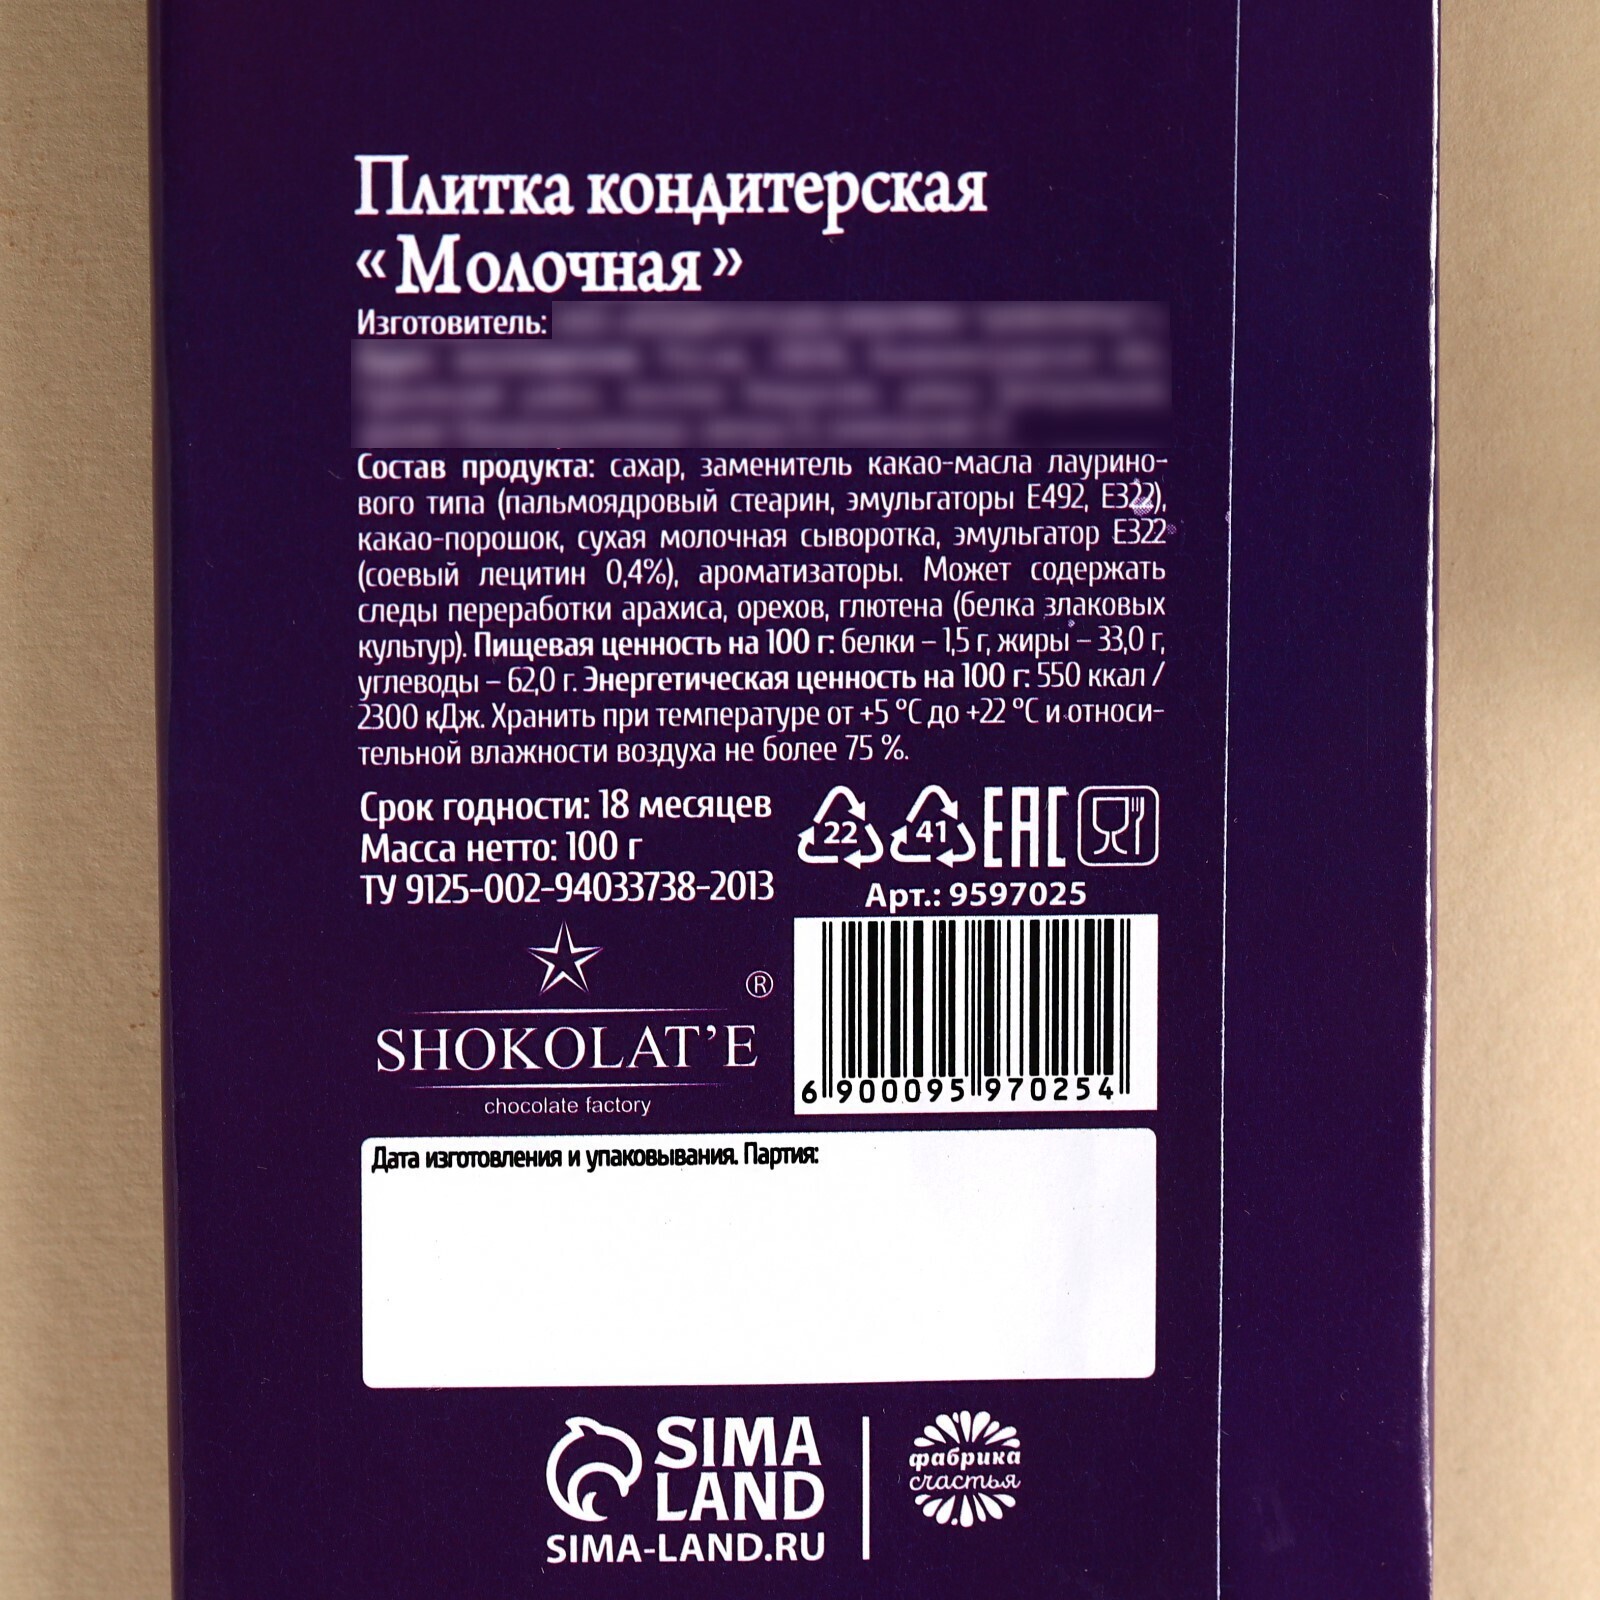 Плитка кондитерская
«Молочная»
Изготовитель:
Состав продукта: сахар, заменитель какао-масла лаурино-
вого типа (пальмоядровый стеарин, эмульгаторы Е492, Е322),
какао-порошок, сухая молочная сыворотка, эмульгатор Е322
(соевый лецитин 0,4%), ароматизаторы. Может содержать
следы переработки арахиса, орехов, глютена (белка злаковых
культур). Пищевая ценность на 100 г: белки – 1,5 г, жиры – 33,0 г,
углеводы – 62,0 г. Энергетическая ценность на 100 г: 550 ккал /
2300 кДж. Хранить при температуре от +5 °С до +22 °С и относи-
тельной влажности воздуха не более 75 %.
Срок годности: 18 месяцев
Масса нетто: 100 г
ТУ 9125-002-94033738-2013
22 41 ЕАС
Арт.: 9597025
®
SHOKOLAT’E
chocolate factory
6 900095 970254
Дата изготовления и упаковывания. Партия:
SIMA
LAND
SIMA-LAND.RU
фабрика
счастья